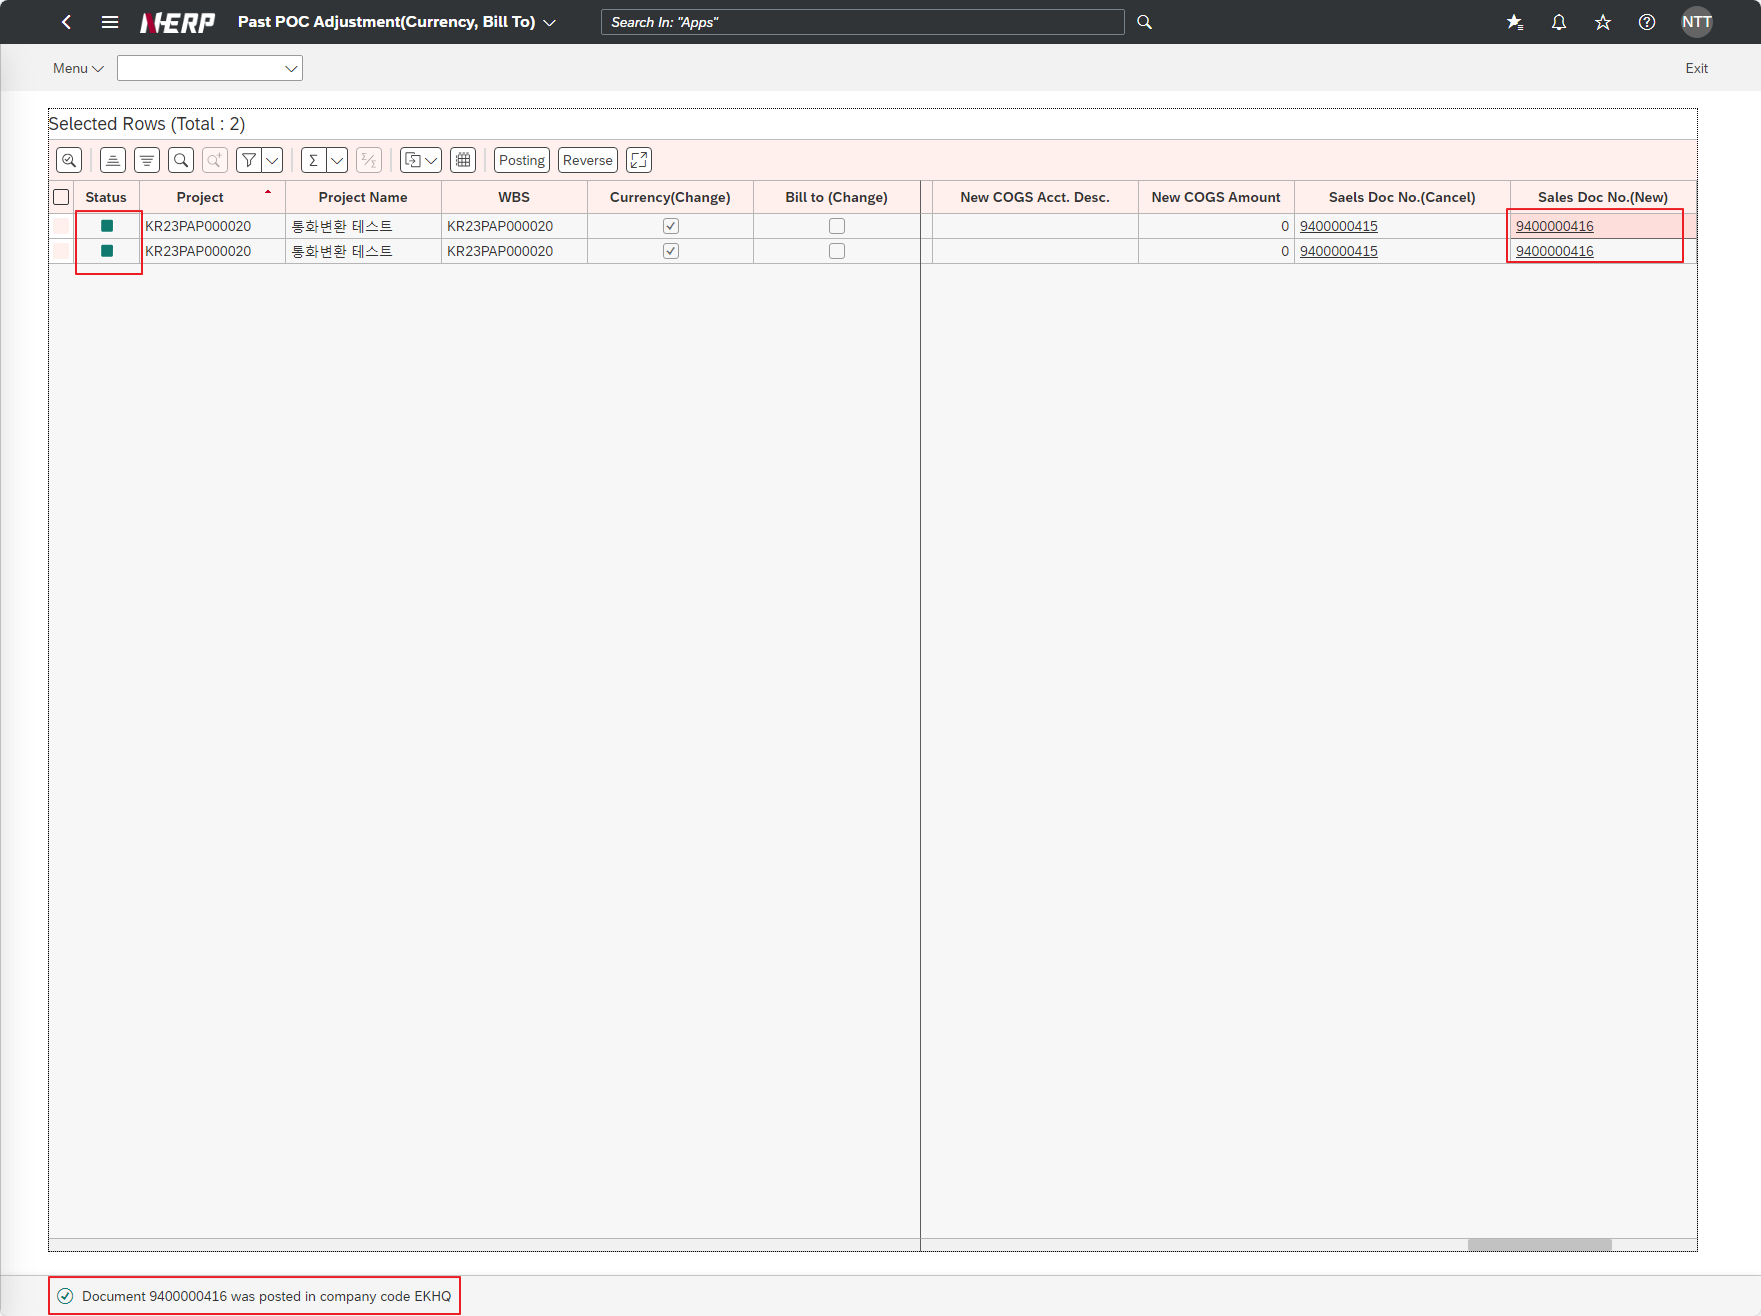 NERP Past POC Adjustment(Currency, Bill To) Search In: "Apps" NTT
Menu Exit
Selected Rows (Total : 2)
Posting Reverse
Status Project Project Name WBS Currency(Change) Bill to (Change) New COGS Acct. Desc. New COGS Amount Saels Doc No.(Cancel) Sales Doc No.(New)
KR23PAP000020 통화변환 테스트 KR23PAP000020 0 9400000415 9400000416
KR23PAP000020 통화변환 테스트 KR23PAP000020 0 9400000415 9400000416
Document 9400000416 was posted in company code EKHQ